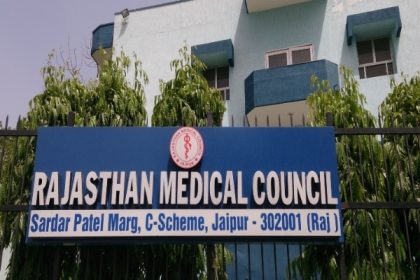 RAJASTHAN MEDICAL COUNCIL
Sardar Patel Marg, C-Scheme, Jaipur - 302001 (Raj )